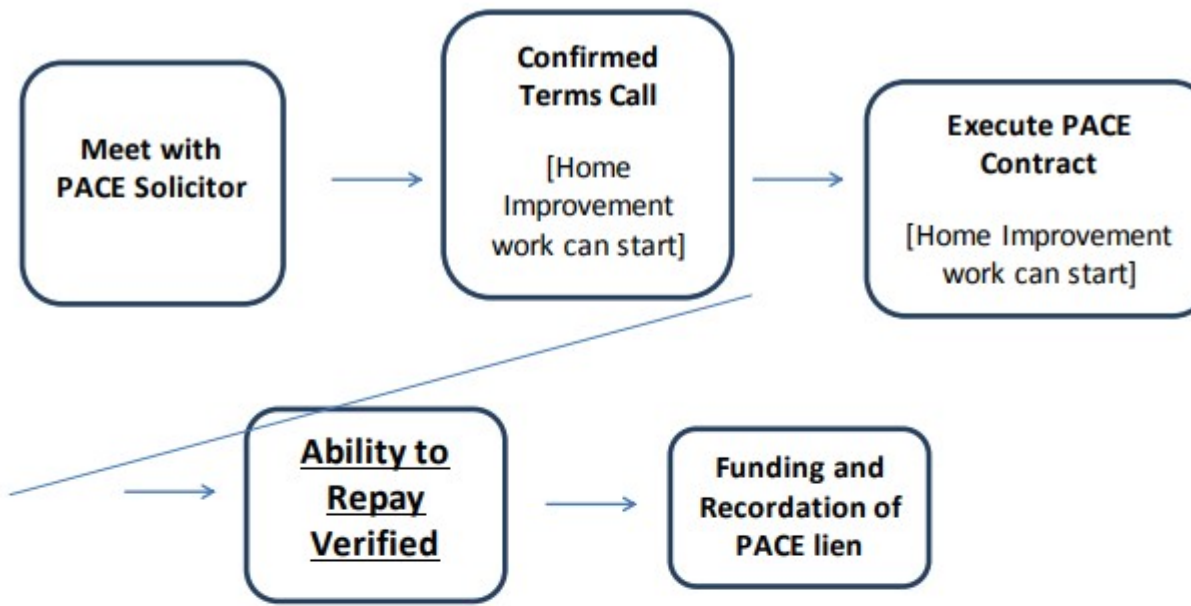 Meet with
PACE Solicitor
Confirmed
Terms Call
[Home
Improvement
work can start]
Execute PACE
Contract
[Home Improvement
work can start]
Ability to
Repay
Verified
Funding and
Recordation of
PACE lien